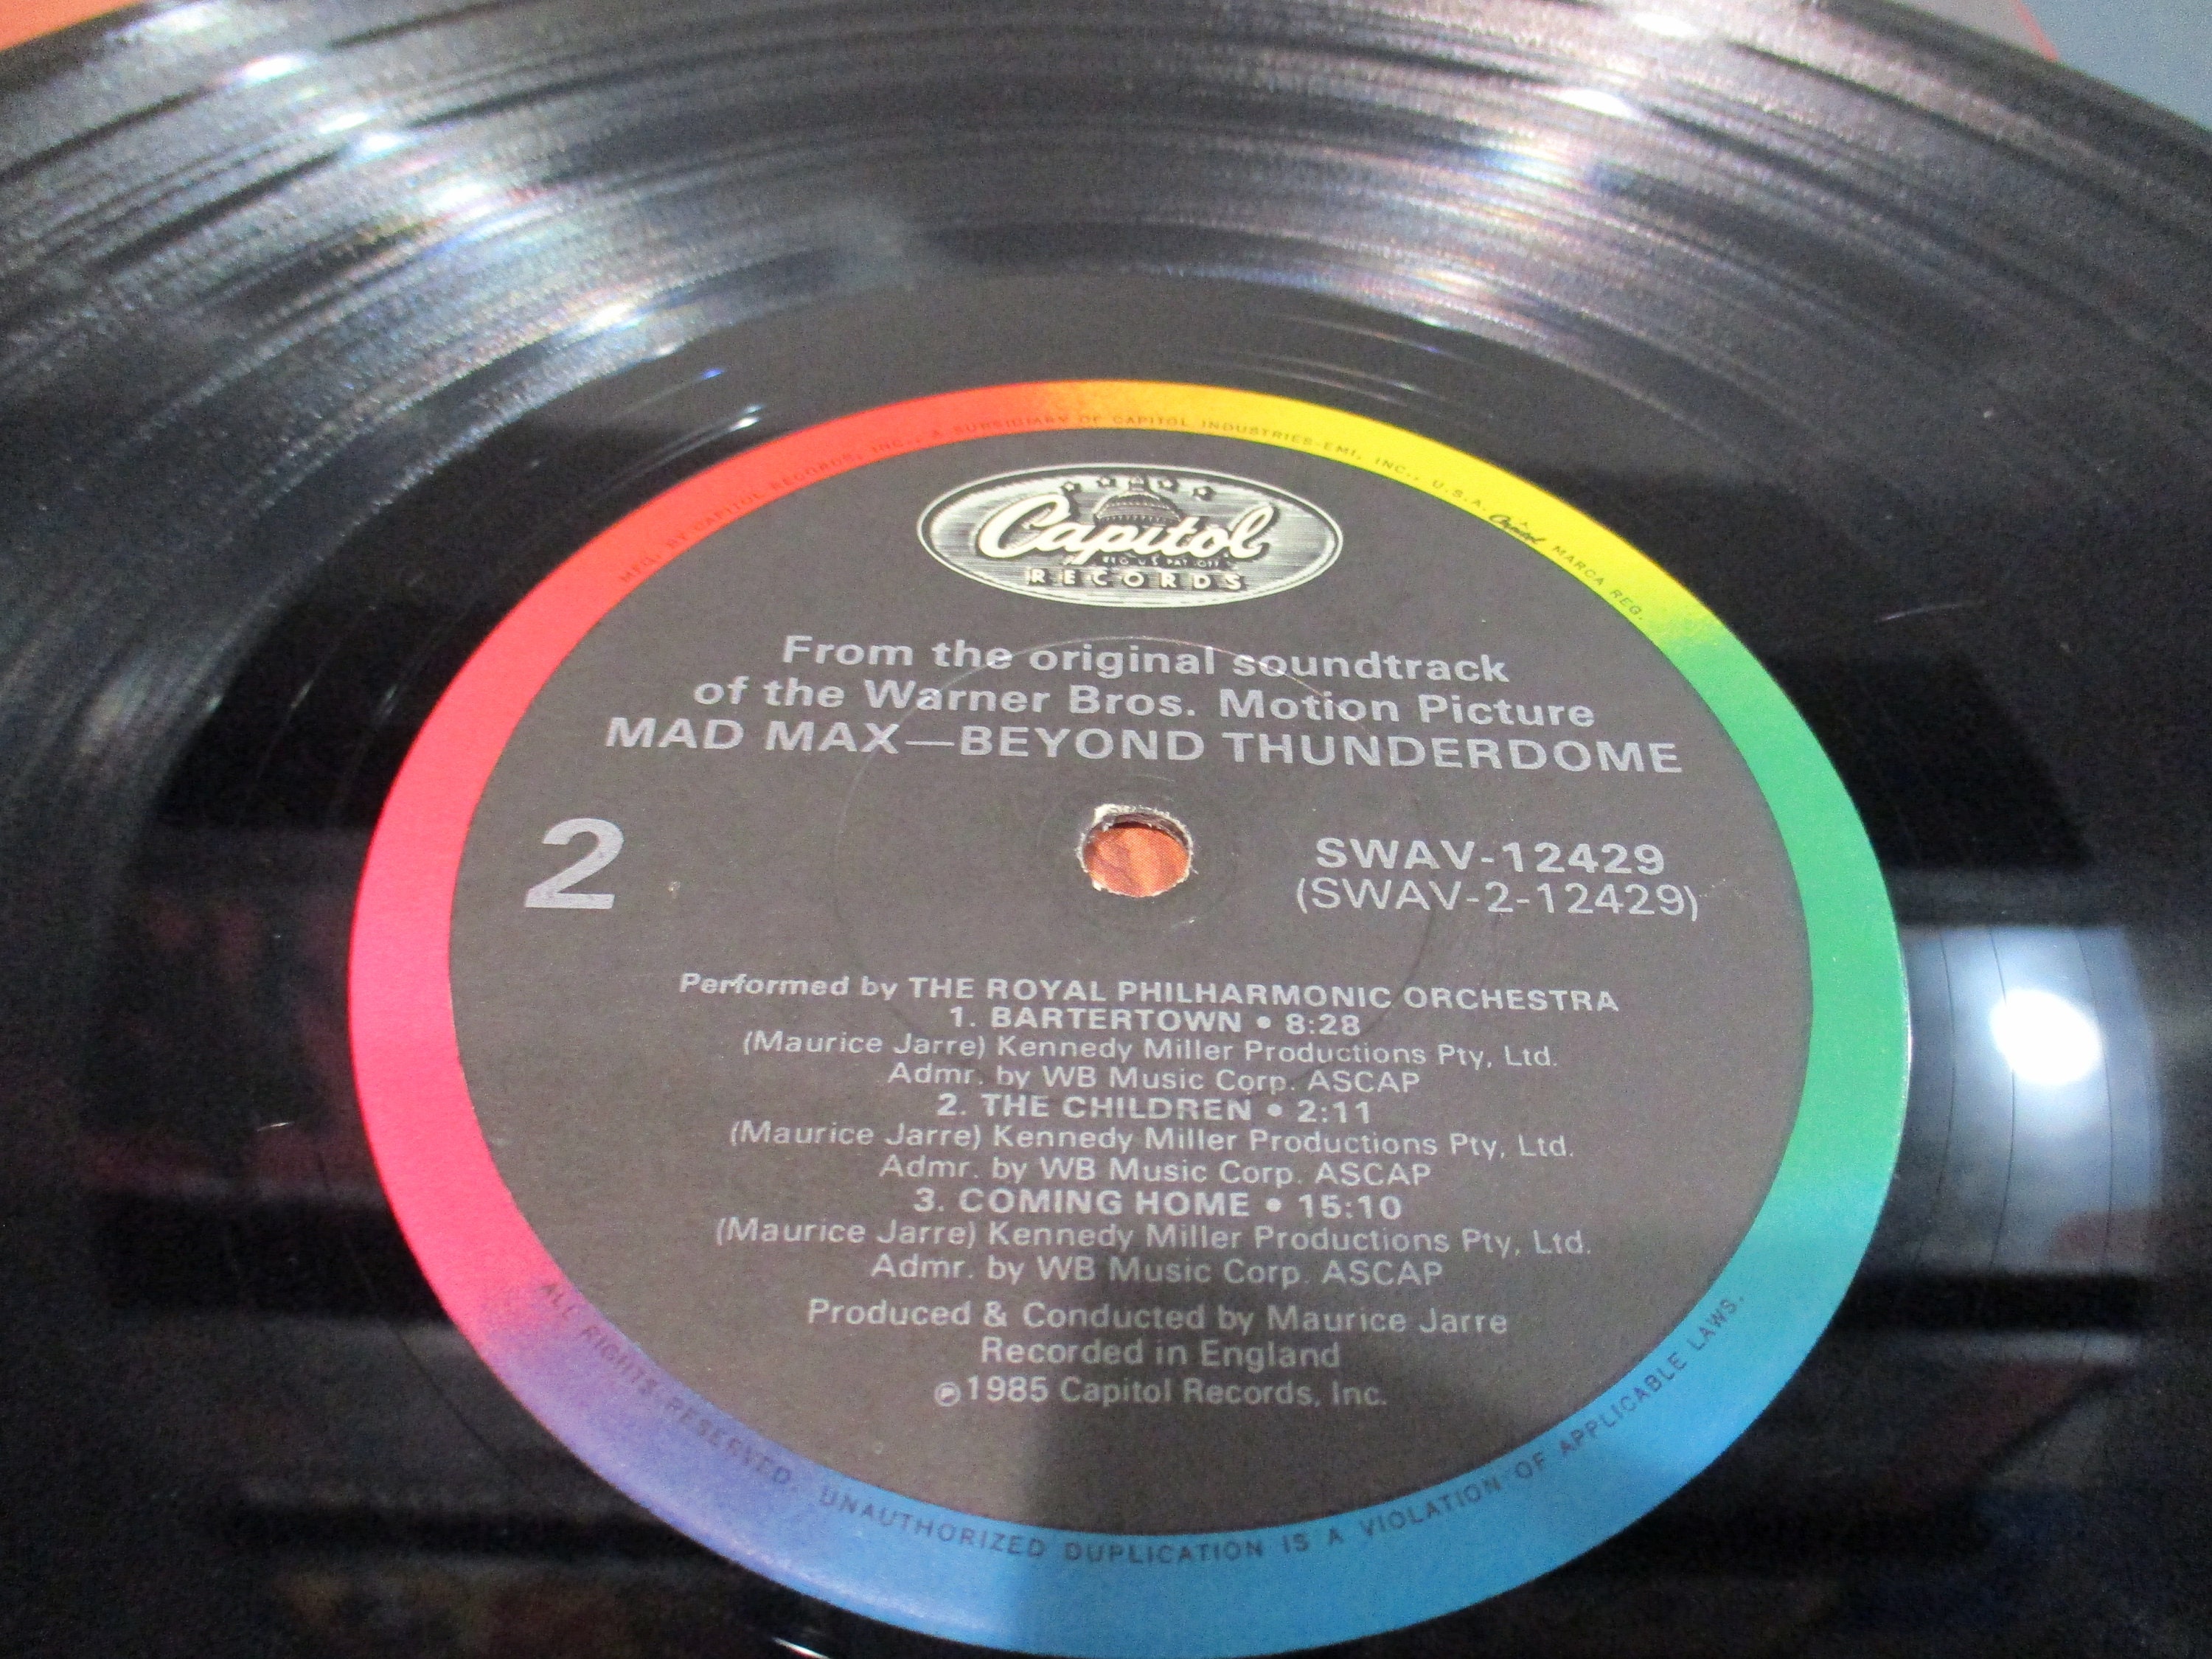 MFG. BY CAPITOL RECORDS, INC., A SUBSIDIARY OF CAPITOL INDUSTRIES-EMI, INC., U.S.A. Capitol MARCA REG.
Capitol
REG. U.S. PAT. OFF.
RECORDS
From the original soundtrack
of the Warner Bros. Motion Picture
MAD MAX—BEYOND THUNDERDOME
2
SWAV-12429
(SWAV-2-12429)
Performed by THE ROYAL PHILHARMONIC ORCHESTRA
1. BARTERTOWN • 8:28
(Maurice Jarre) Kennedy Miller Productions Pty, Ltd.
Admr. by WB Music Corp. ASCAP
2. THE CHILDREN • 2:11
(Maurice Jarre) Kennedy Miller Productions Pty, Ltd.
Admr. by WB Music Corp. ASCAP
3. COMING HOME • 15:10
(Maurice Jarre) Kennedy Miller Productions Pty, Ltd.
Admr. by WB Music Corp. ASCAP
Produced & Conducted by Maurice Jarre
Recorded in England
℗1985 Capitol Records, Inc.
ALL RIGHTS RESERVED. UNAUTHORIZED DUPLICATION IS A VIOLATION OF APPLICABLE LAWS.